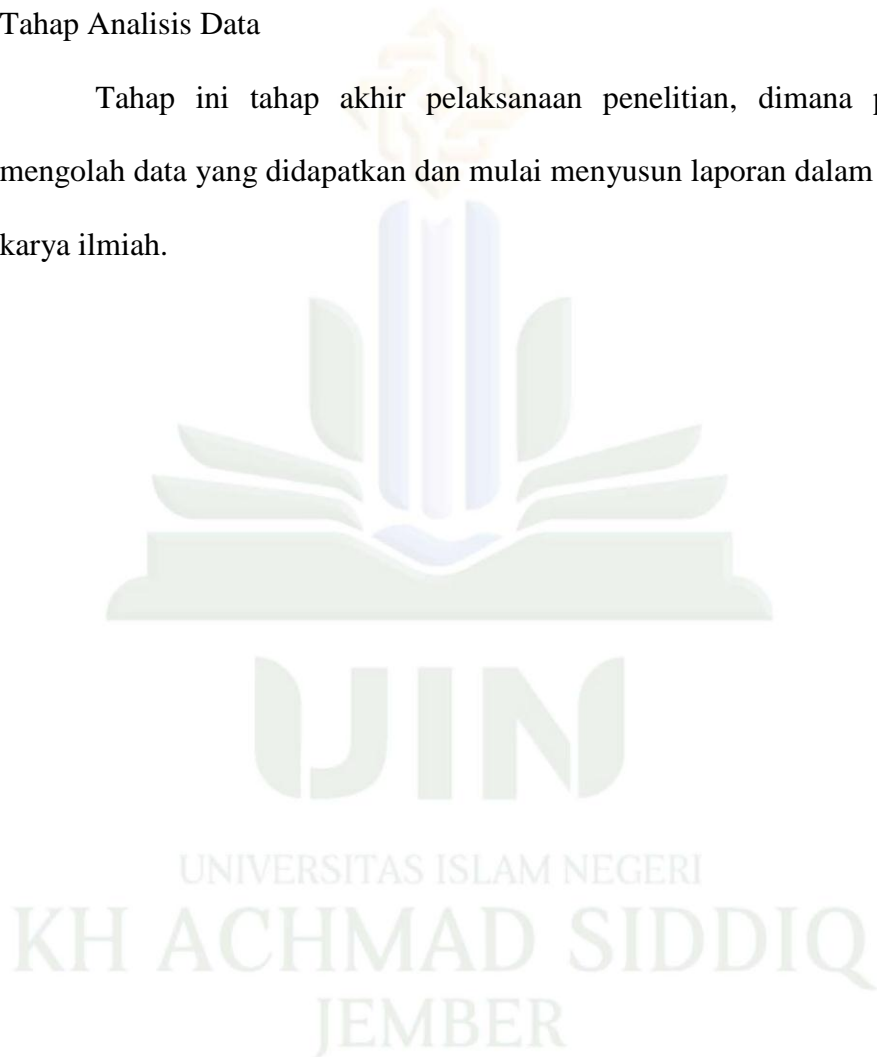 Tahap Analisis Data
Tahap ini tahap akhir pelaksanaan penelitian, dimana
mengolah data yang didapatkan dan mulai menyusun laporan dalam
karya ilmiah.
UIN
UNIVERSITAS ISLAM NEGERI
KH ACHMAD SIDDIQ
JEMBER